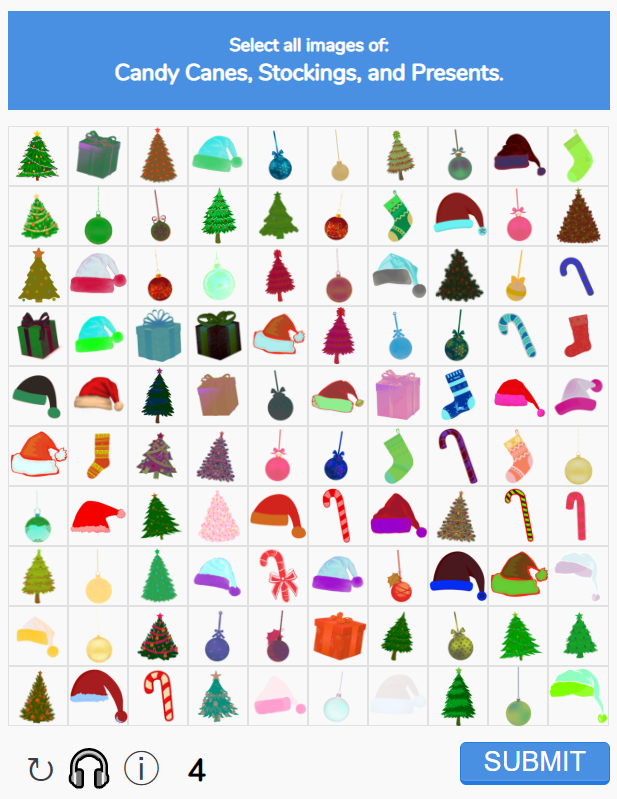 Select all images of:
Candy Canes, Stockings, and Presents.
4
SUBMIT